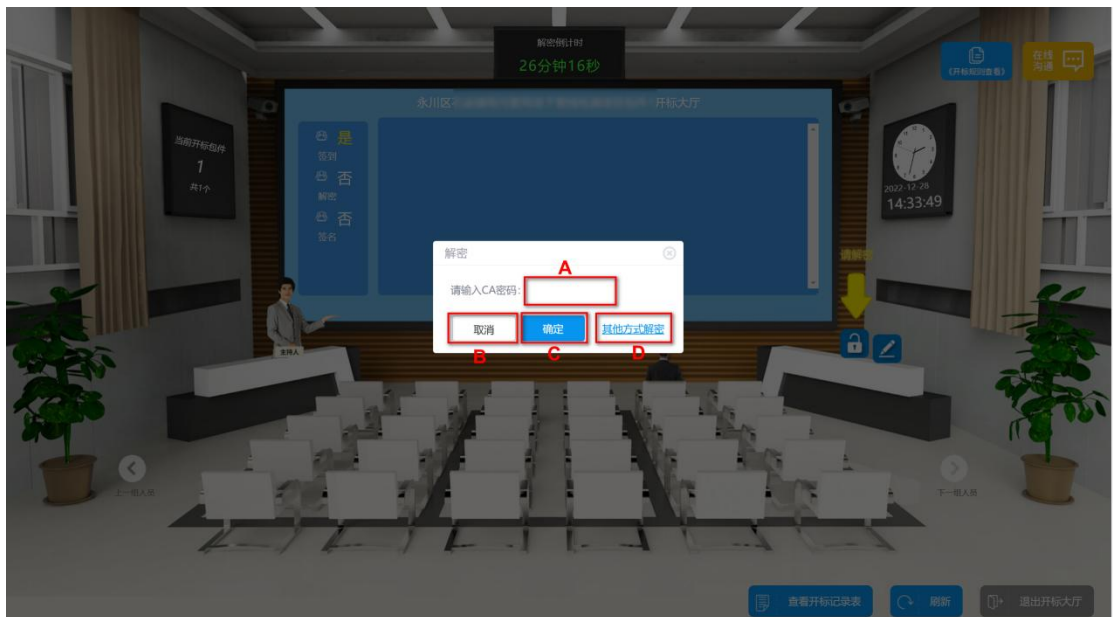 解密倒计时
26分钟16秒
《开标规则查看》
在线
沟通
永川区
开标大厅
当前开标包件
1
共1个
是
签到
否
解密
否
签名
2022-12-28
14:33:49
解密
A
请输入CA密码:
取消
确定
其他方式解密
B
C
D
请解密
主持人
上一组人员
下一组人员
查看开标记录表
刷新
退出开标大厅